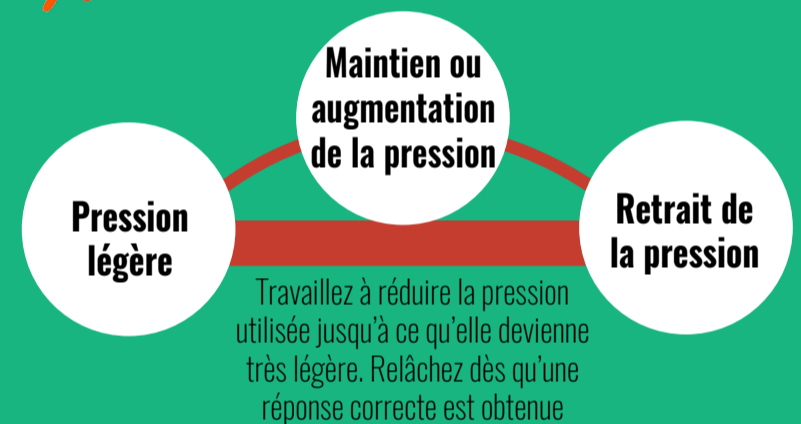 Maintien ou
augmentation
de la pression
Pression
légère
Retrait de
la pression
Travaillez à réduire la pression
utilisée jusqu'à ce qu'elle devienne
très légère. Relâchez dès qu'une
réponse correcte est obtenue